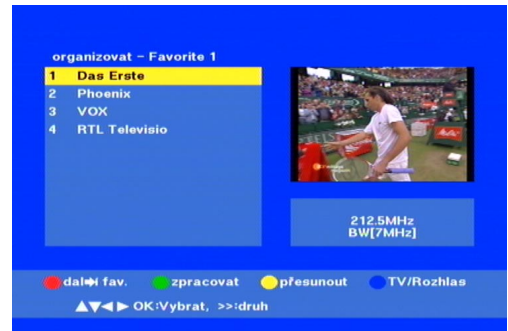 organizovat – Favorite 1
1 Das Erste
2 Phoenix
3 VOX
4 RTL Televisio
212.5MHz
BW[7MHz]
dal➔í fav. zpracovat přesunout TV/Rozhlas
▲▼◄► OK:Vybrat, >>:druh